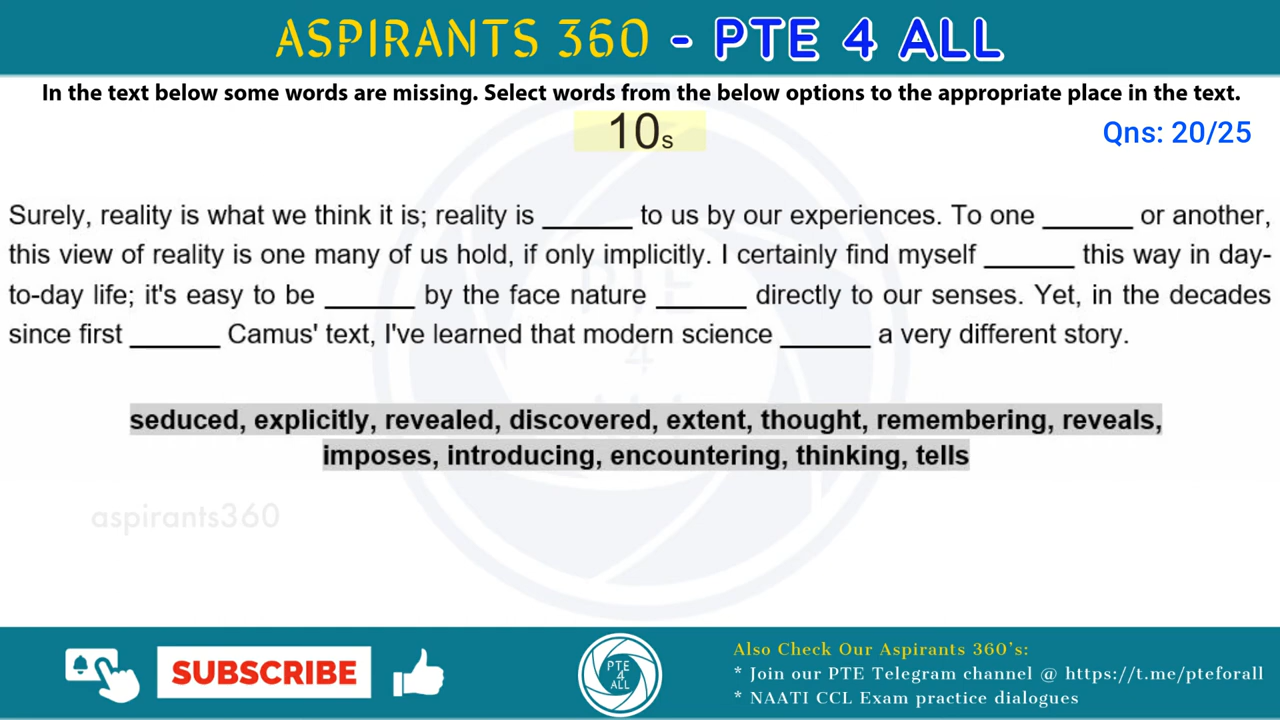 ASPIRANTS 360 - PTE 4 ALL
In the text below some words are missing. Select words from the below options to the appropriate place in the text.
10s
Qns: 20/25
Surely, reality is what we think it is; reality is ______ to us by our experiences. To one ______ or another,
this view of reality is one many of us hold, if only implicitly. I certainly find myself ______ this way in day-
to-day life; it's easy to be ______ by the face nature ______ directly to our senses. Yet, in the decades
since first ______ Camus' text, I've learned that modern science ______ a very different story.
seduced, explicitly, revealed, discovered, extent, thought, remembering, reveals,
imposes, introducing, encountering, thinking, tells
aspirants360
SUBSCRIBE
PTE
4
ALL
Also Check Our Aspirants 360's:
* Join our PTE Telegram channel @ https://t.me/pteforall
* NAATI CCL Exam practice dialogues